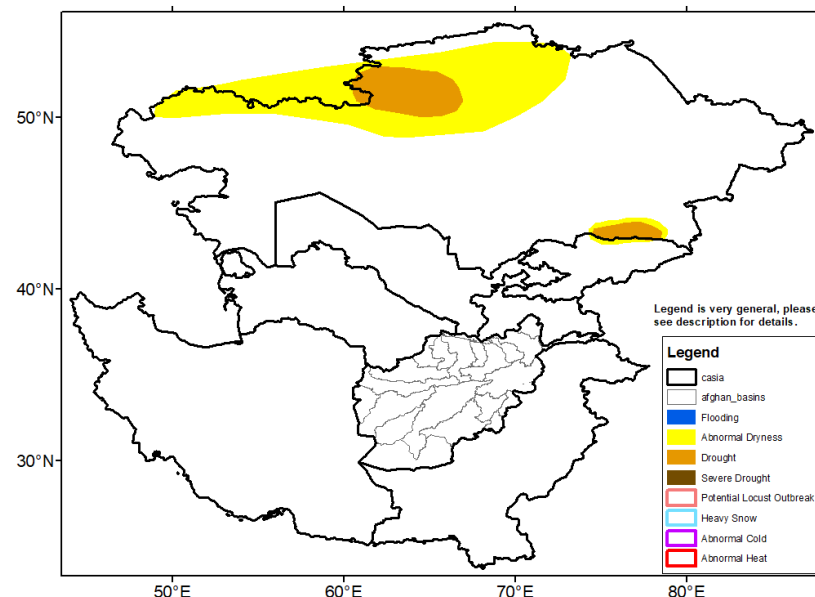 50°N
40°N
30°N
Legend is very general, please
see description for details.
Legend
casia
afghan_basins
Flooding
Abnormal Dryness
Drought
Severe Drought
Potential Locust Outbreak
Heavy Snow
Abnormal Cold
Abnormal Heat
50°E
60°E
70°E
80°E